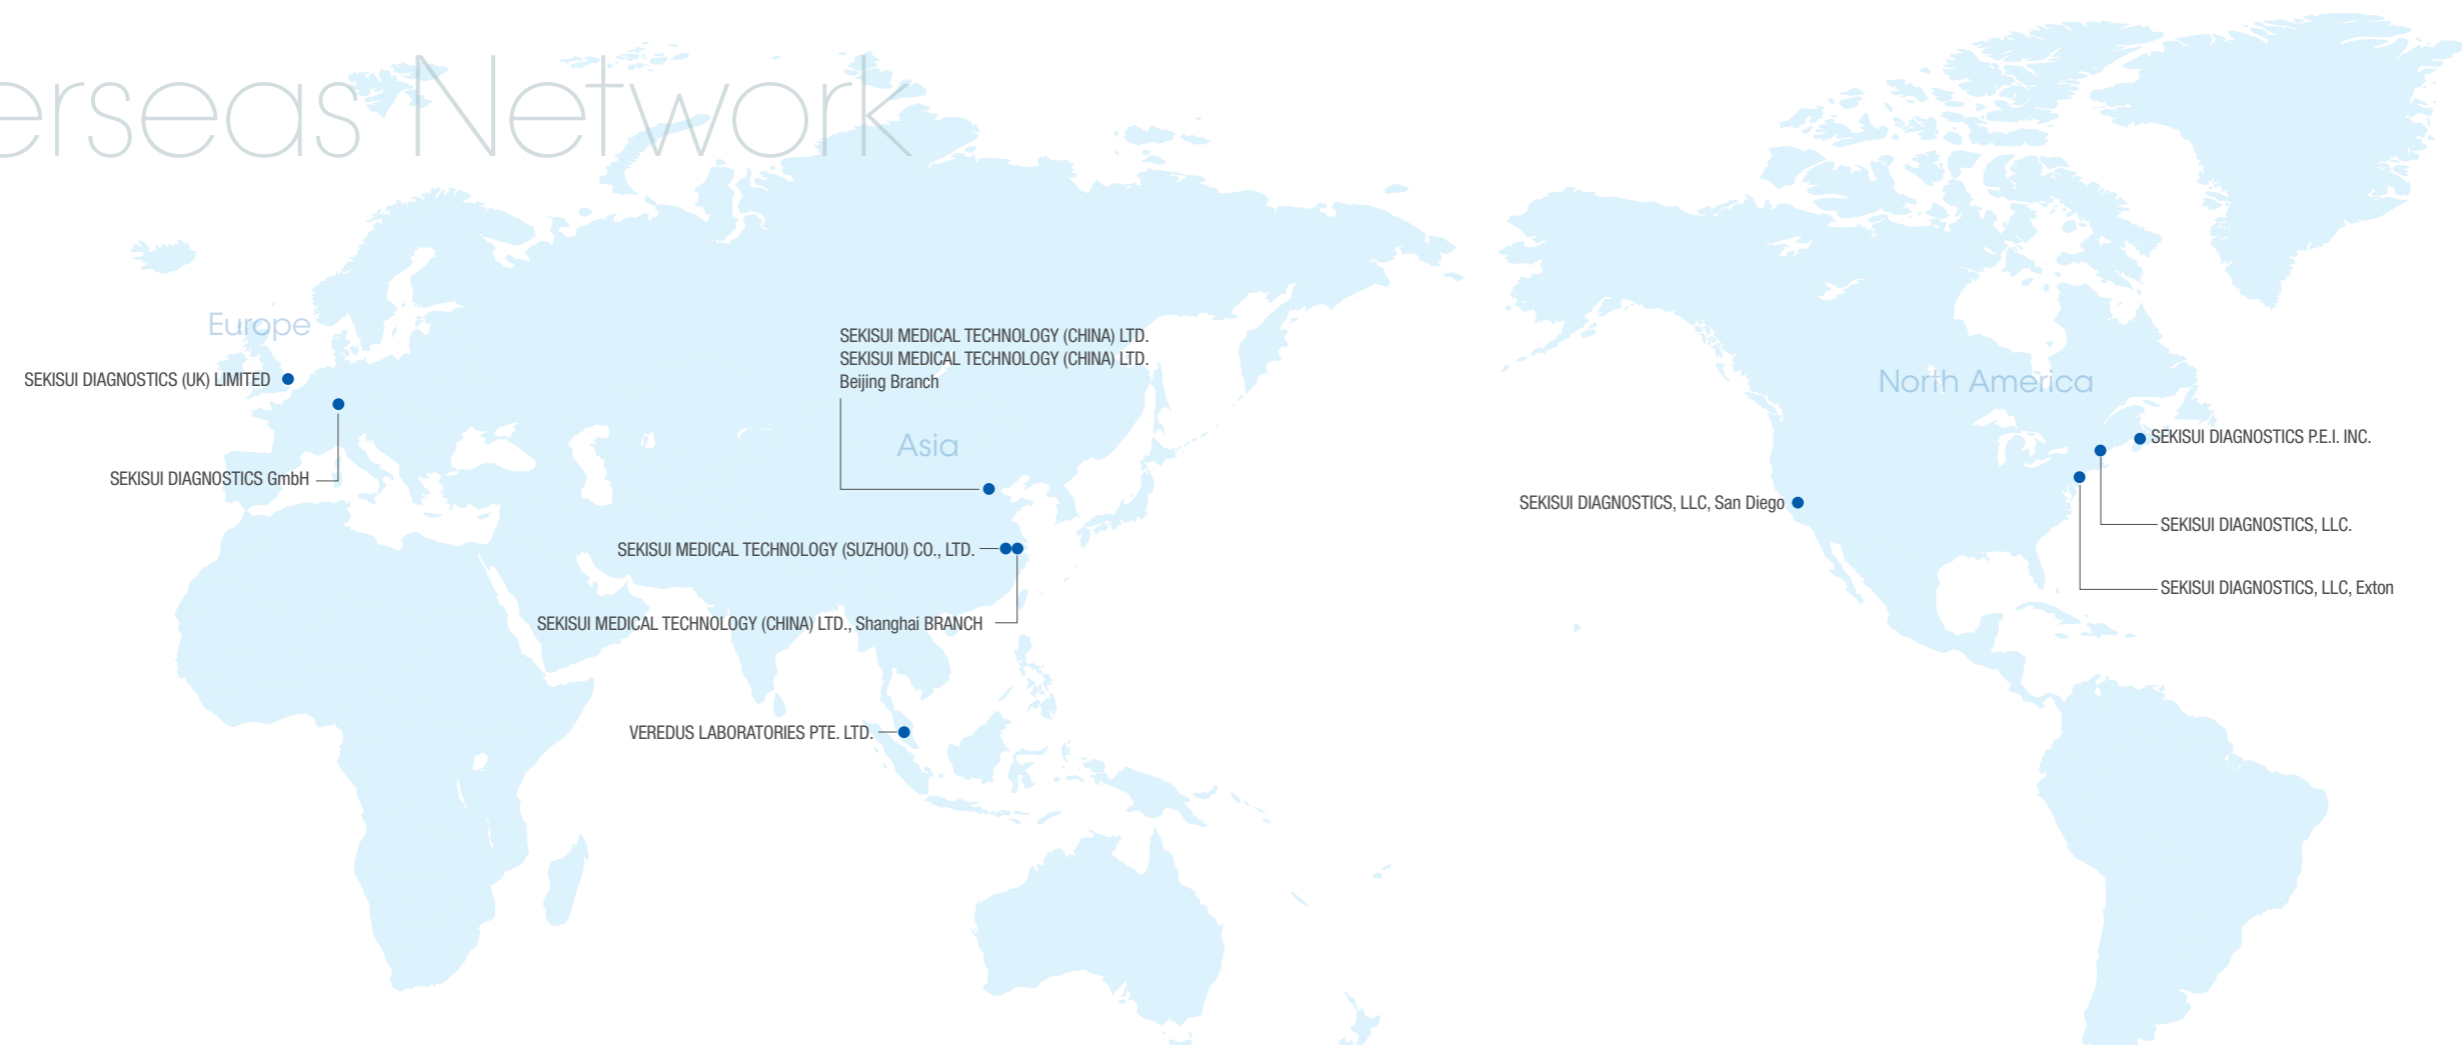 erseas Network
Europe
SEKISUI DIAGNOSTICS (UK) LIMITED
SEKISUI DIAGNOSTICS GmbH
SEKISUI MEDICAL TECHNOLOGY (CHINA) LTD.
SEKISUI MEDICAL TECHNOLOGY (CHINA) LTD.
Beijing Branch
Asia
SEKISUI MEDICAL TECHNOLOGY (SUZHOU) CO., LTD.
SEKISUI MEDICAL TECHNOLOGY (CHINA) LTD., Shanghai BRANCH
VEREDUS LABORATORIES PTE. LTD.
North America
SEKISUI DIAGNOSTICS P.E.I. INC.
SEKISUI DIAGNOSTICS, LLC, San Diego
SEKISUI DIAGNOSTICS, LLC.
SEKISUI DIAGNOSTICS, LLC, Exton